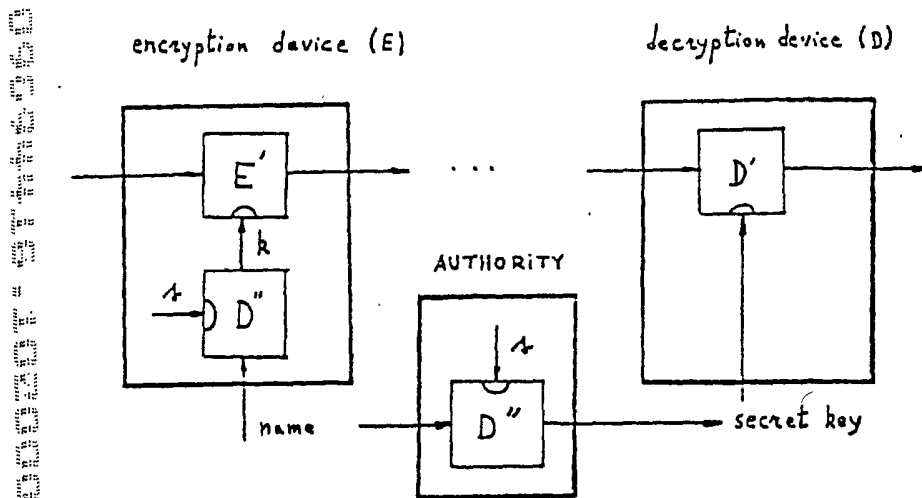 encryption device (E)
decryption device (D)
E'
D'
k
AUTHORITY
s
D"
s
name
D"
secret key